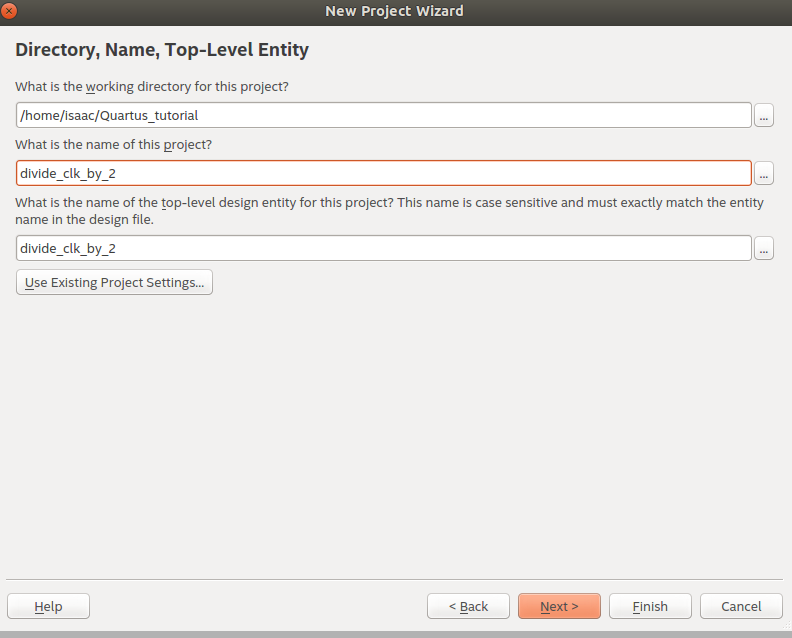 New Project Wizard
Directory, Name, Top-Level Entity
What is the working directory for this project?
/home/isaac/Quartus_tutorial
...
What is the name of this project?
divide_clk_by_2
...
What is the name of the top-level design entity for this project? This name is case sensitive and must exactly match the entity
name in the design file.
divide_clk_by_2
...
Use Existing Project Settings...
Help
< Back
Next >
Finish
Cancel